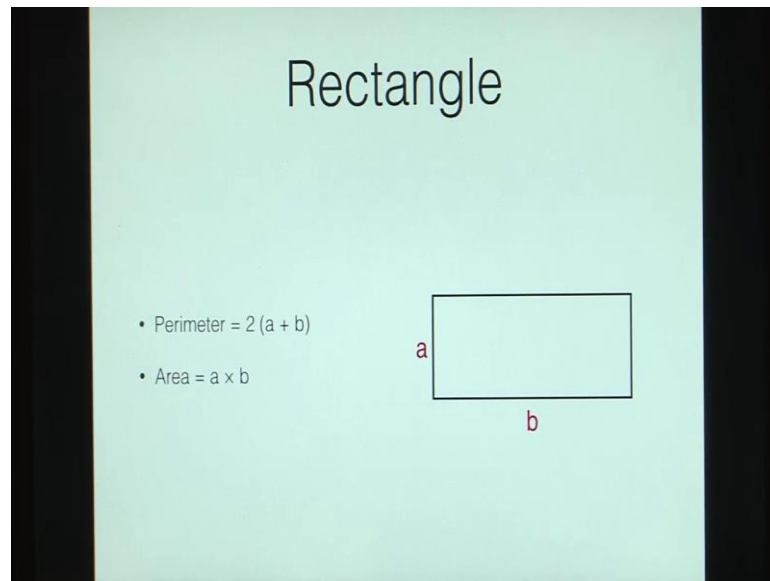 Rectangle
• Perimeter = 2 (a + b)
• Area = a × b
a
b